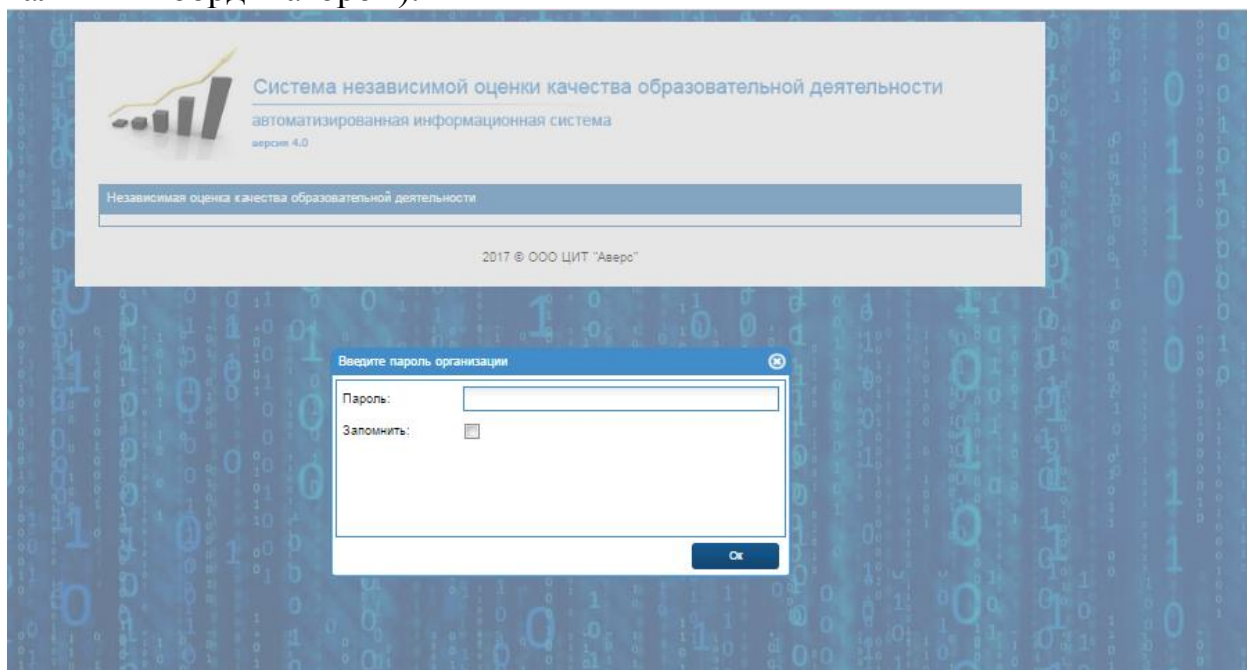 Система независимой оценки качества образовательной деятельности
автоматизированная информационная система
версия 4.0
Независимая оценка качества образовательной деятельности
2017 © ООО ЦИТ "Аверс"
Введите пароль организации
Пароль:
Запомнить:
Ок